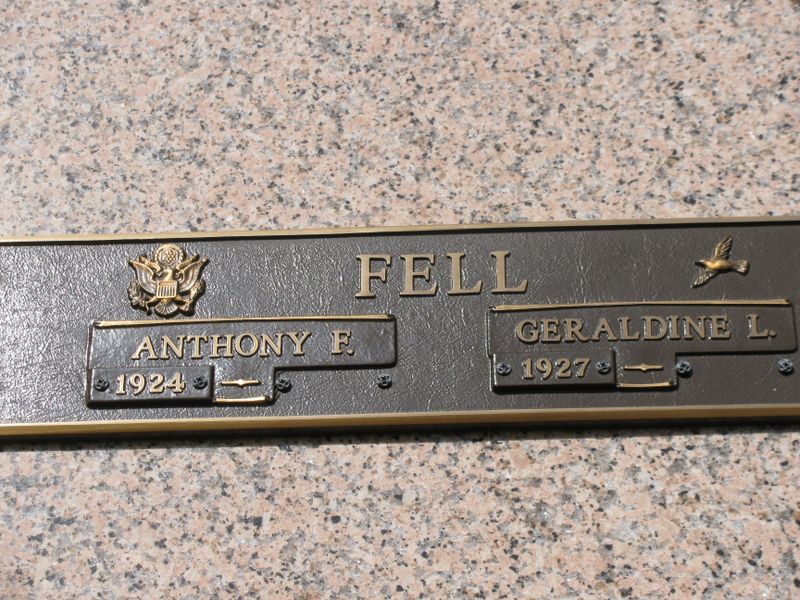 FELL
ANTHONY F.
1924 –
GERALDINE L.
1927 –